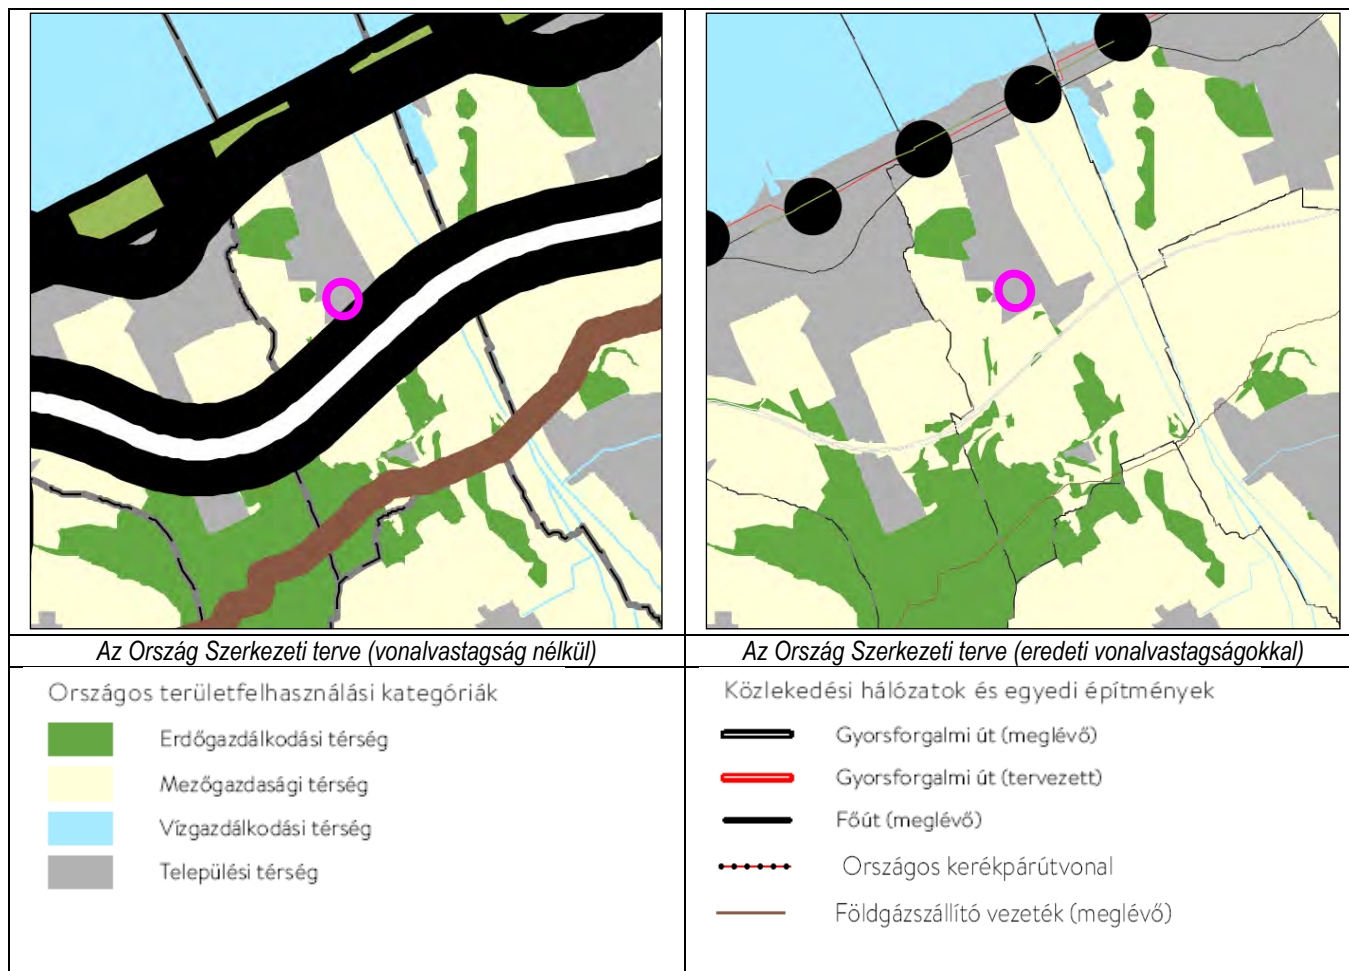 Az Ország Szerkezeti terve (vonalvastagság nélkül)
Az Ország Szerkezeti terve (eredeti vonalvastagságokkal)
Országos területfelhasználási kategóriák
Erdőgazdálkodási térség
Mezőgazdasági térség
Vízgazdálkodási térség
Települési térség
Közlekedési hálózatok és egyedi építmények
Gyorsforgalmi út (meglévő)
Gyorsforgalmi út (tervezett)
Főút (meglévő)
Országos kerékpárútvonal
Földgázszállító vezeték (meglévő)